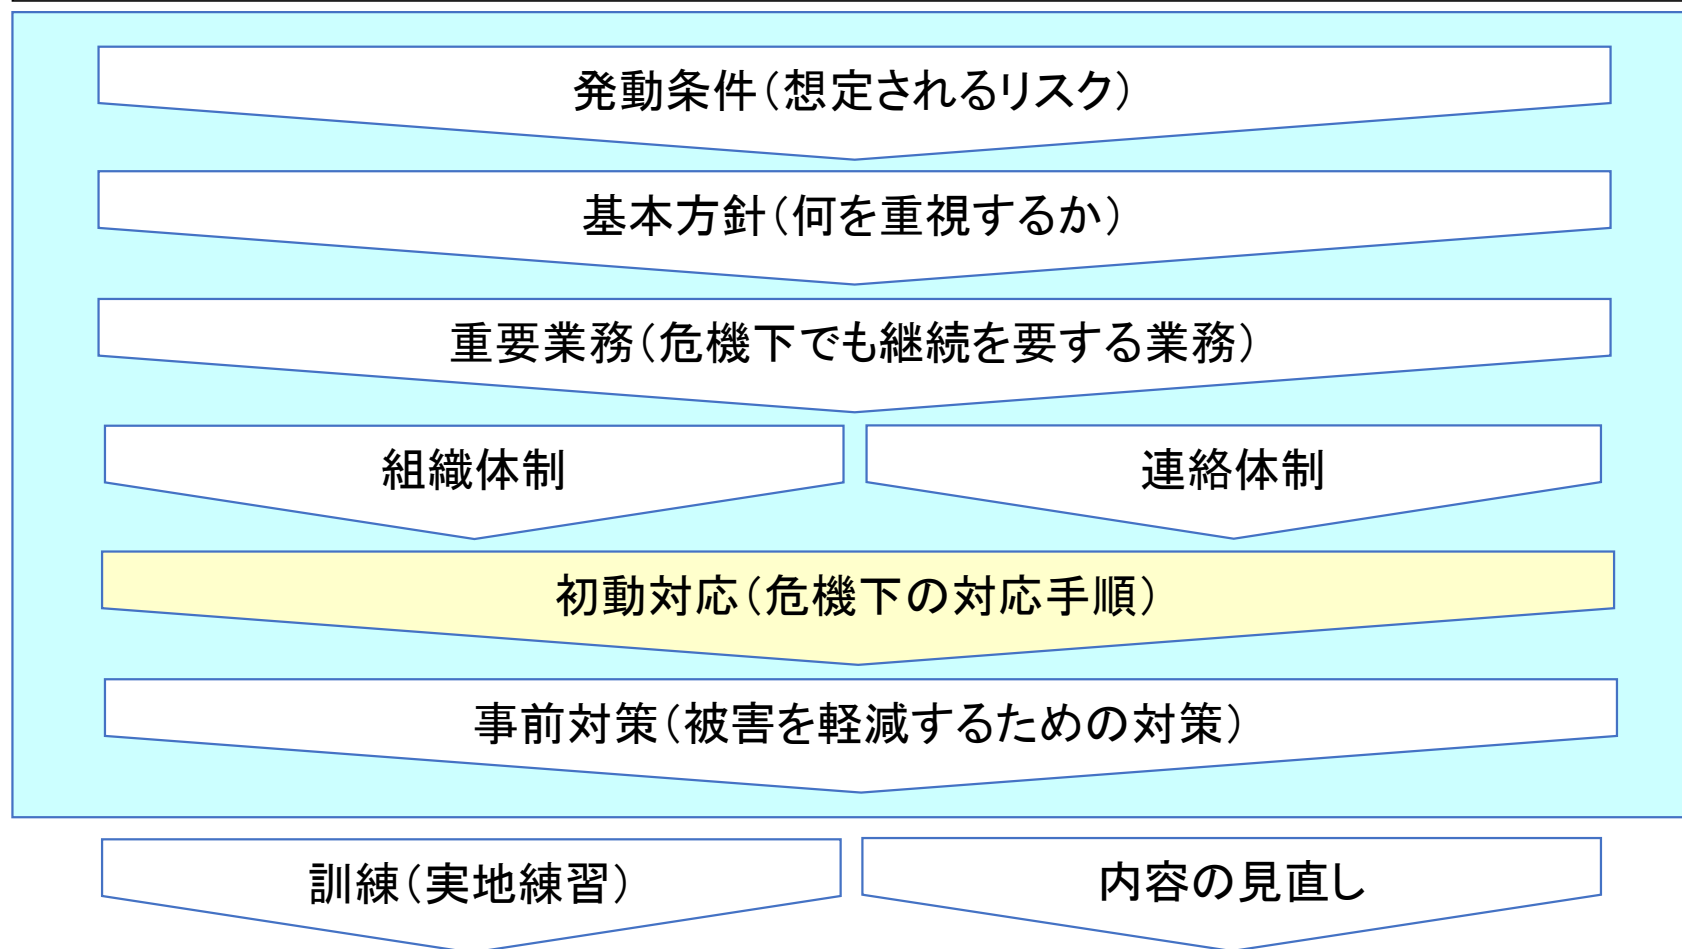 発動条件（想定されるリスク）
基本方針（何を重視するか）
重要業務（危機下でも継続を要する業務）
組織体制
連絡体制
初動対応（危機下の対応手順）
事前対策（被害を軽減するための対策）
訓練（実地練習）
内容の見直し